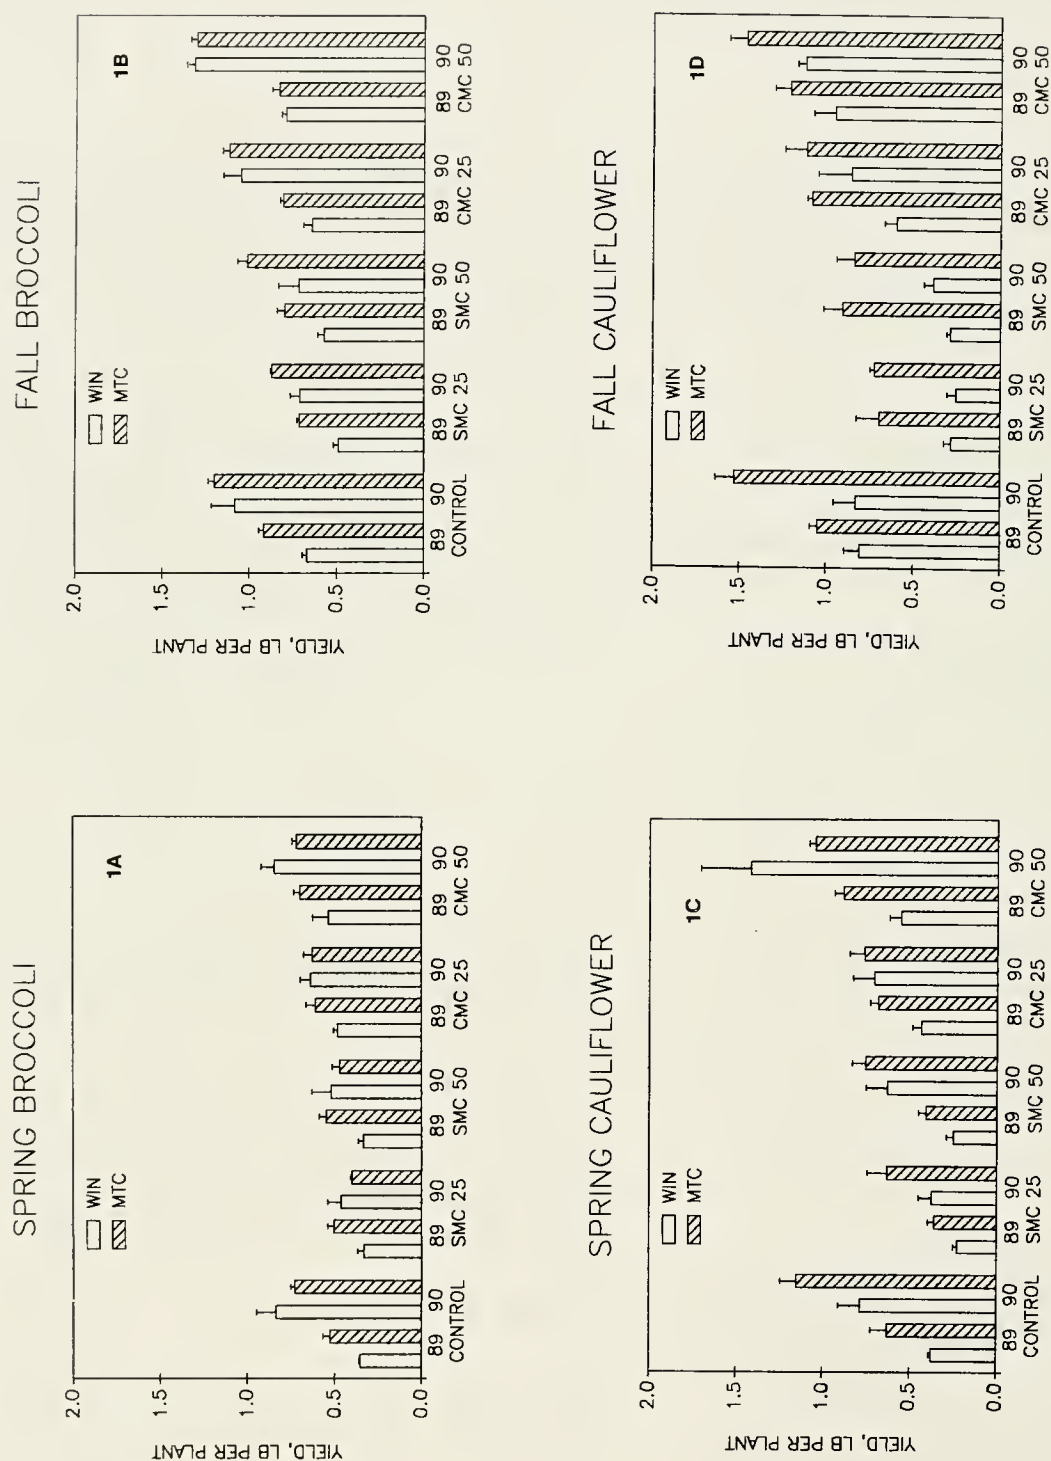 SPRING BROCCOLI
1A
WIN
MTC
YIELD, LB PER PLANT
2.0
1.5
1.0
0.5
0.0
89 90 89 90 89 90 89 90 89 90
CONTROL SMC 25 SMC 50 CMC 25 CMC 50
FALL BROCCOLI
1B
WIN
MTC
YIELD, LB PER PLANT
2.0
1.5
1.0
0.5
0.0
89 90 89 90 89 90 89 90 89 90
CONTROL SMC 25 SMC 50 CMC 25 CMC 50
SPRING CAULIFLOWER
1C
WIN
MTC
YIELD, LB PER PLANT
2.0
1.5
1.0
0.5
0.0
89 90 89 90 89 90 89 90 89 90
CONTROL SMC 25 SMC 50 CMC 25 CMC 50
FALL CAULIFLOWER
1D
WIN
MTC
YIELD, LB PER PLANT
2.0
1.5
1.0
0.5
0.0
89 90 89 90 89 90 89 90 89 90
CONTROL SMC 25 SMC 50 CMC 25 CMC 50